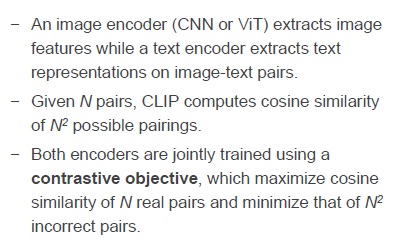 – An image encoder (CNN or ViT) extracts image
features while a text encoder extracts text
representations on image-text pairs.
– Given N pairs, CLIP computes cosine similarity
of N² possible pairings.
– Both encoders are jointly trained using a
contrastive objective, which maximize cosine
similarity of N real pairs and minimize that of N²
incorrect pairs.